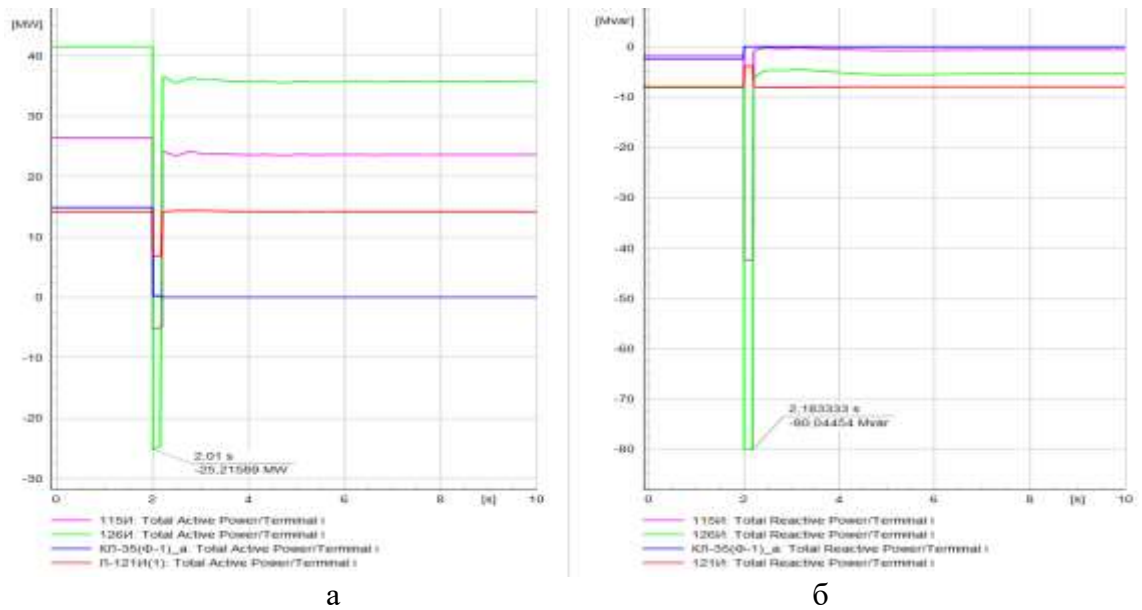 [MW]
40
30
20
10
0
-10
-20
-30
2.01 s
-25.21589 MW
0 2 4 6 8 [s] 10
115И: Total Active Power/Terminal i
126И: Total Active Power/Terminal i
КЛ-35(Ф-1)_а: Total Active Power/Terminal i
Л-121И(1): Total Active Power/Terminal i
а
[Mvar]
0
-10
-20
-30
-40
-50
-60
-70
-80
2.183333 s
-80.04454 Mvar
0 2 4 6 8 [s] 10
115И: Total Reactive Power/Terminal i
126И: Total Reactive Power/Terminal i
КЛ-35(Ф-1)_а: Total Reactive Power/Terminal i
121И: Total Reactive Power/Terminal i
б